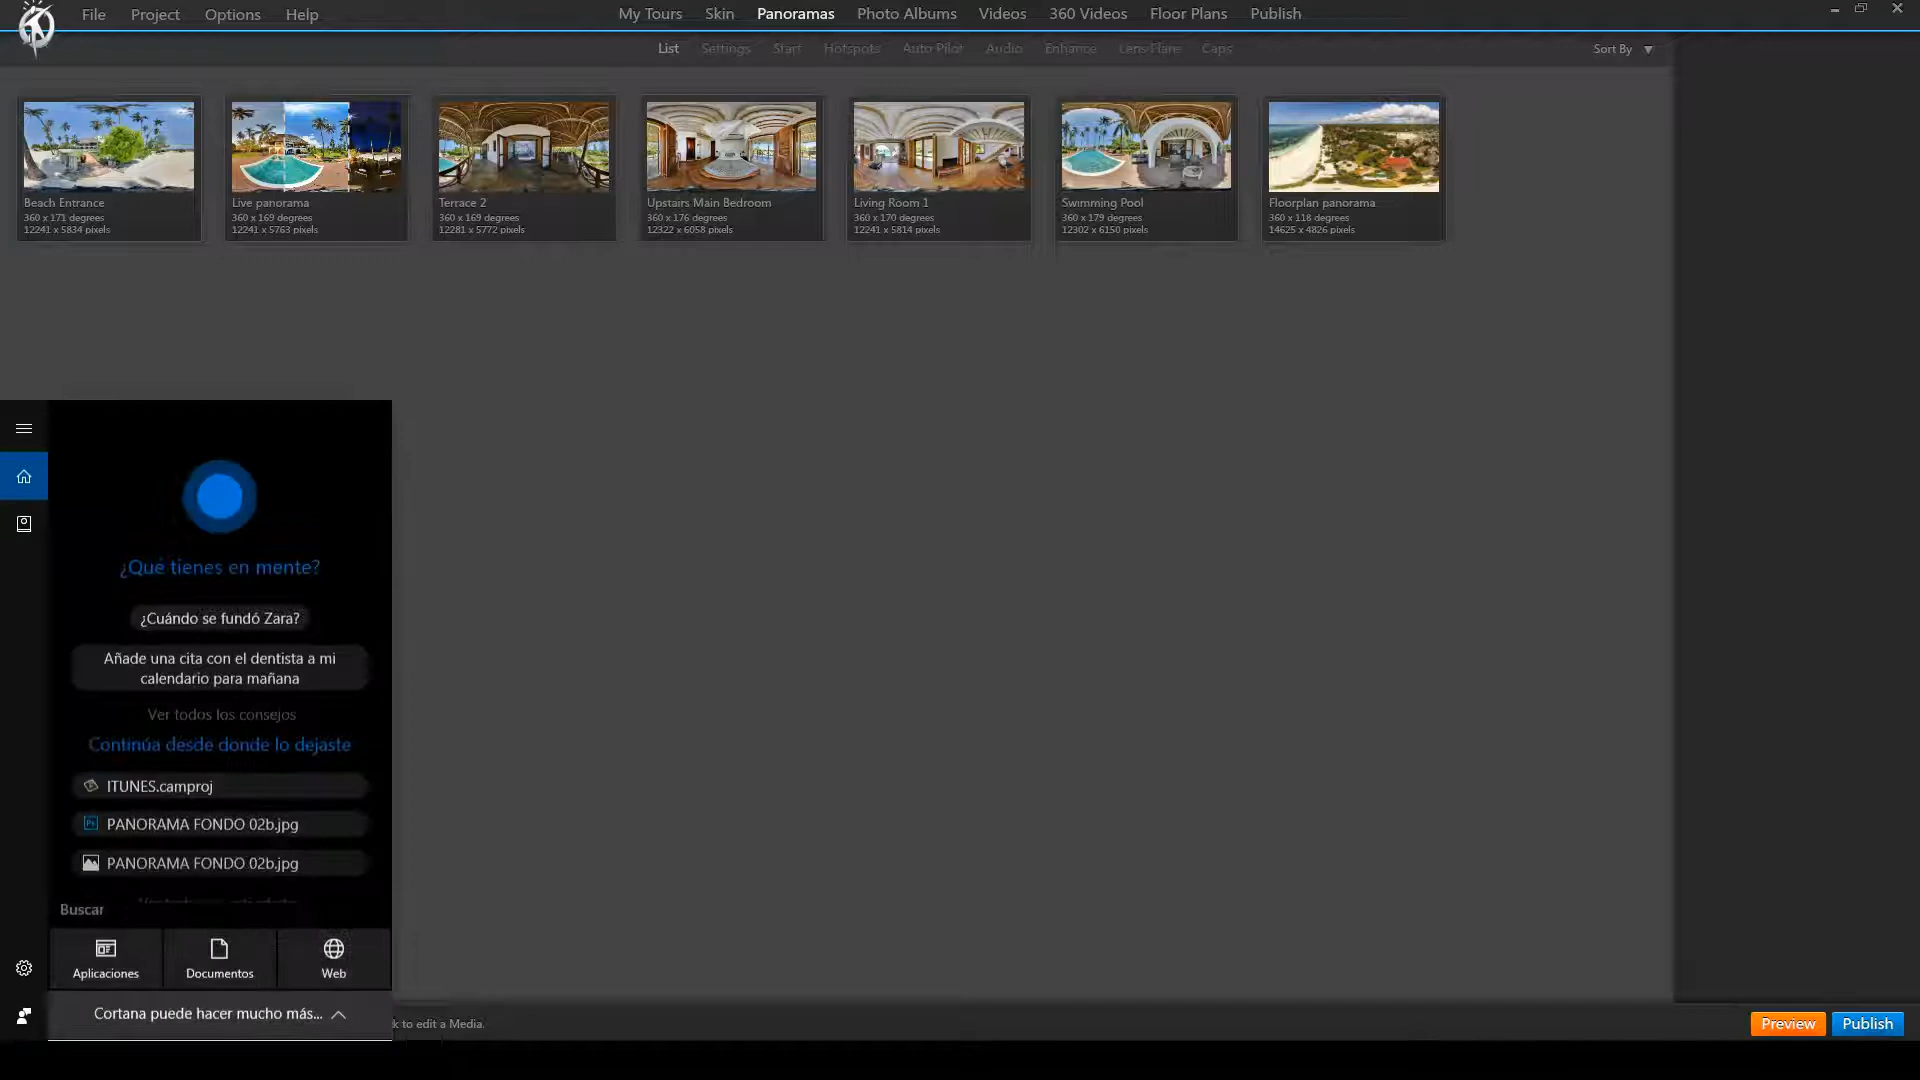 File Project Options Help
My Tours Skin Panoramas Photo Albums Videos 360 Videos Floor Plans Publish
List Settings Start Hotspots Auto Pilot Audio Enhance Lens Flare Caps
Sort By
Beach Entrance
360 x 171 degrees
12241 x 5834 pixels
Live panorama
360 x 169 degrees
12241 x 5763 pixels
Terrace 2
360 x 169 degrees
12281 x 5772 pixels
Upstairs Main Bedroom
360 x 176 degrees
12322 x 6058 pixels
Living Room 1
360 x 170 degrees
12241 x 5814 pixels
Swimming Pool
360 x 179 degrees
12302 x 6150 pixels
Floorplan panorama
360 x 118 degrees
14625 x 4826 pixels
¿Qué tienes en mente?
¿Cuándo se fundó Zara?
Añade una cita con el dentista a mi
calendario para mañana
Ver todos los consejos
Continúa desde donde lo dejaste
ITUNES.camproj
Ps PANORAMA FONDO 02b.jpg
PANORAMA FONDO 02b.jpg
Buscar
Aplicaciones Documentos Web
Cortana puede hacer mucho más...
k to edit a Media.
Preview Publish